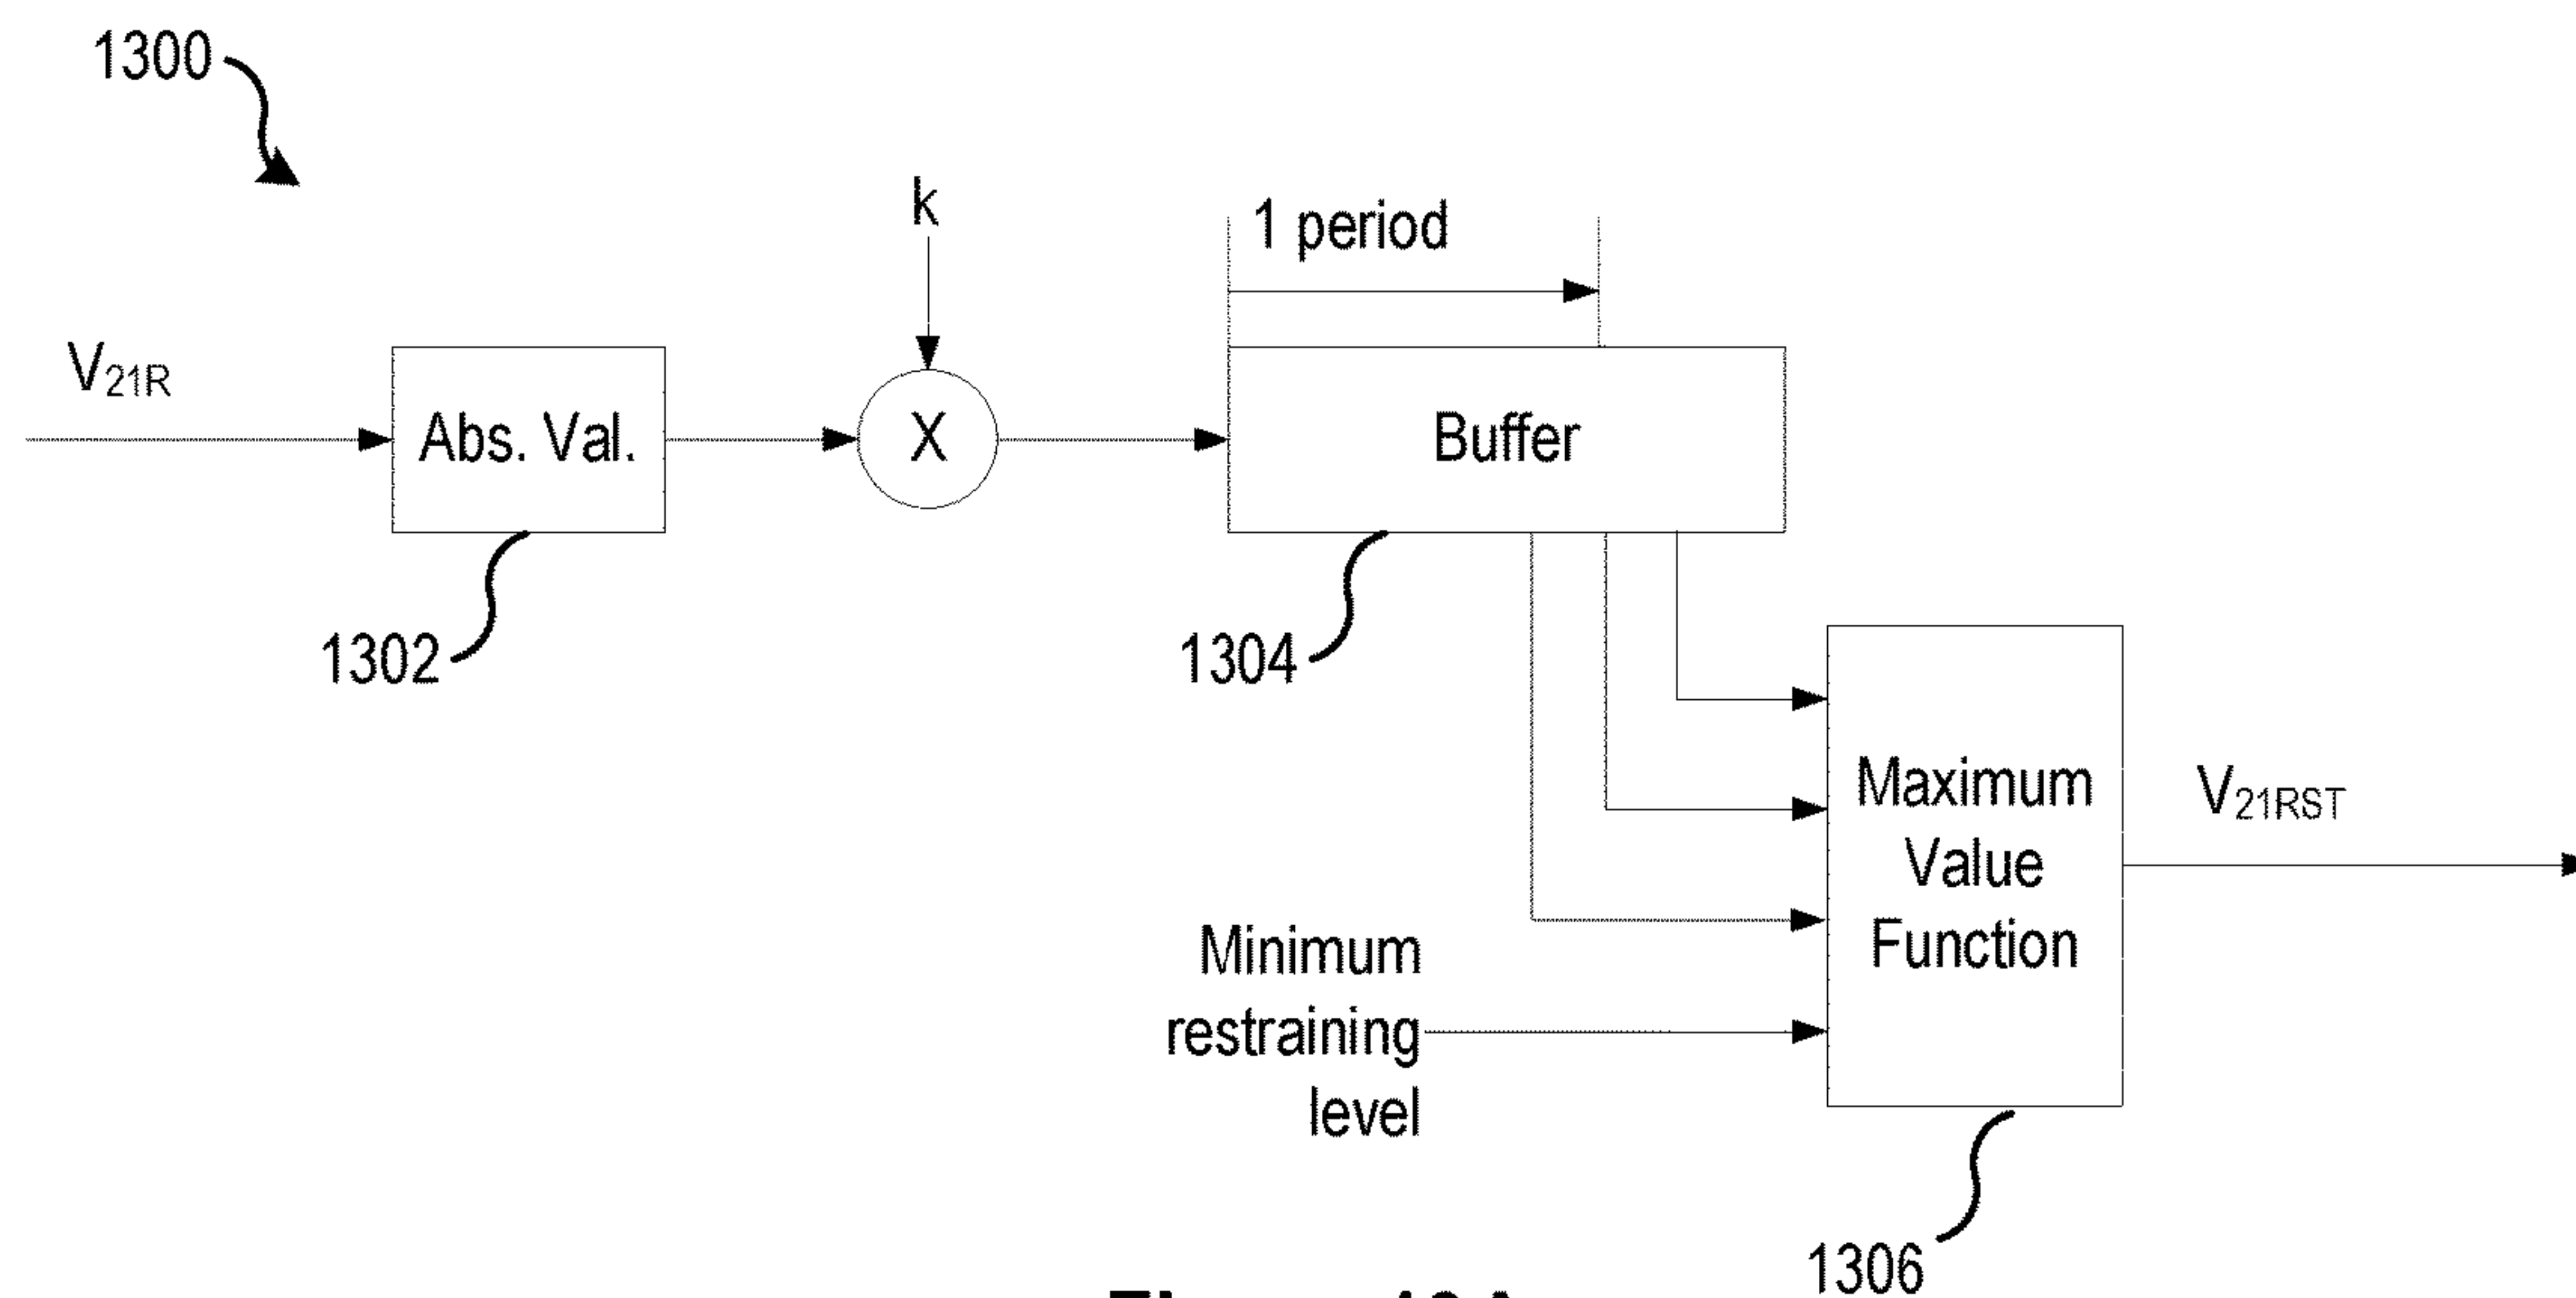 1300
k
1 period
V21R
Abs. Val.
X
Buffer
1302
1304
Maximum
Value
Function
V21RST
Minimum
restraining
level
1306